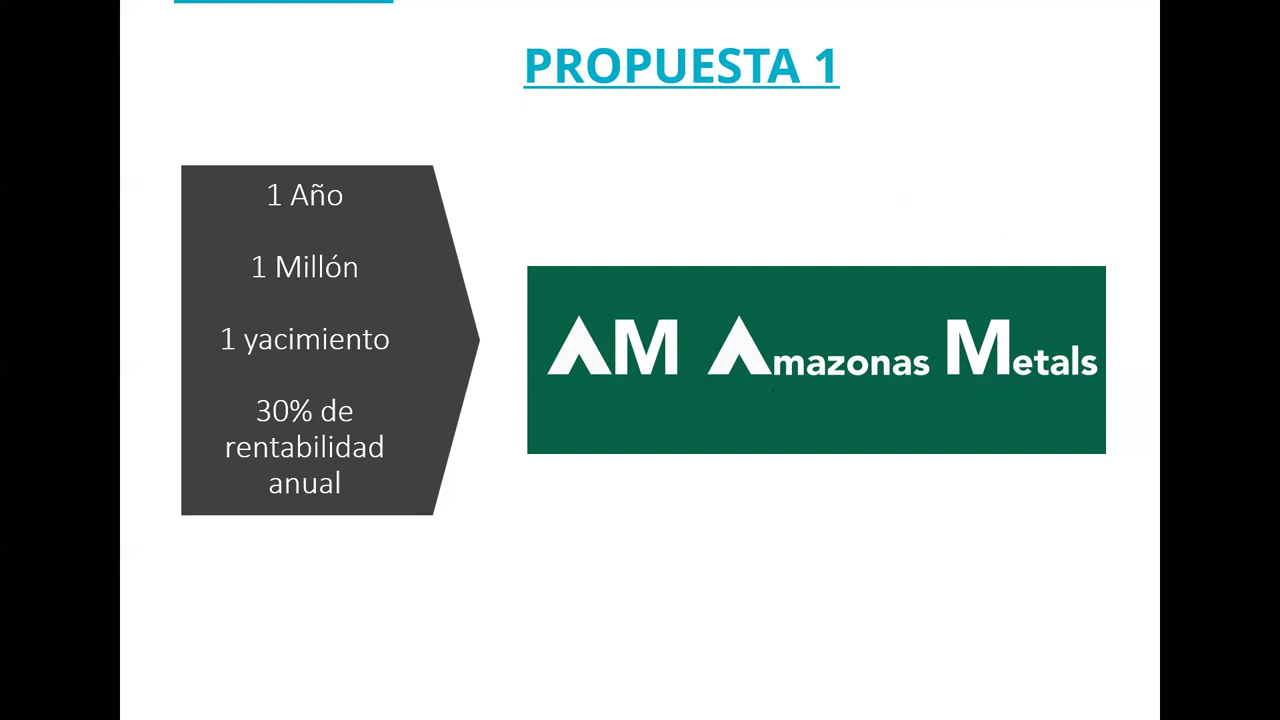 PROPUESTA 1
1 Año
1 Millón
1 yacimiento
30% de
rentabilidad
anual
AM Amazonas Metals